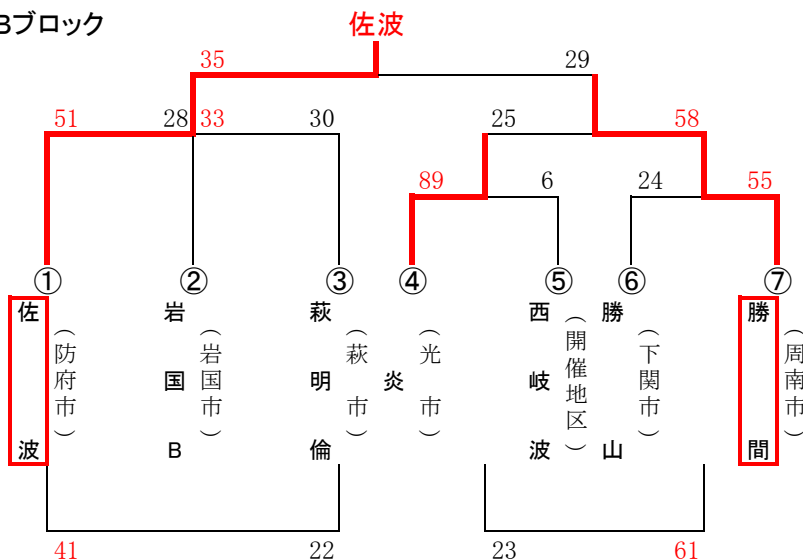 Bブロック
佐波
35 29
51 28 33 30 25 58
89 6 24 55
① ② ③ ④ ⑤ ⑥ ⑦
佐波
（防府市）
岩国B
（岩国市）
萩明倫
（萩市）
炎
（光市）
西岐波
（開催地区）
勝山
（下関市）
勝間
（周南市）
41 22 23 61